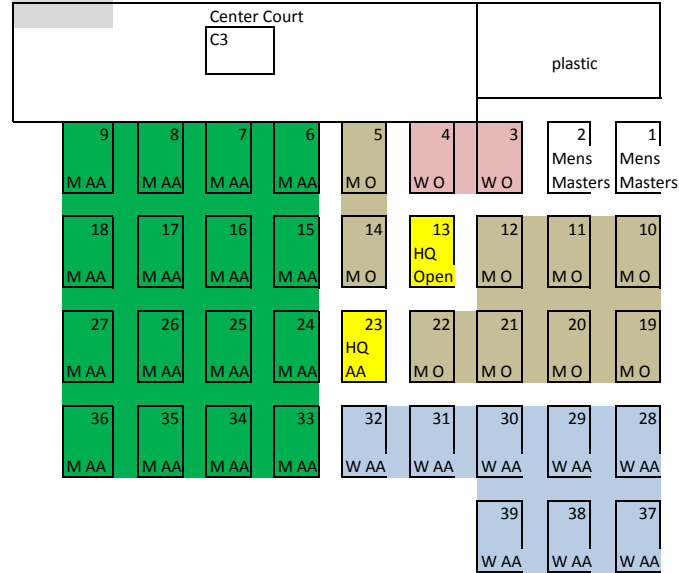 Center Court
C3
plastic
9 8 7 6 5 4 3 2 1
Mens Mens
M AA M AA M AA M AA M O W O W O Masters Masters
18 17 16 15 14 13 12 11 10
HQ
M AA M AA M AA M AA M O Open M O M O M O
27 26 25 24 23 22 21 20 19
HQ
M AA M AA M AA M AA AA M O M O M O M O
36 35 34 33 32 31 30 29 28
M AA M AA M AA M AA W AA W AA W AA W AA W AA
39 38 37
W AA W AA W AA